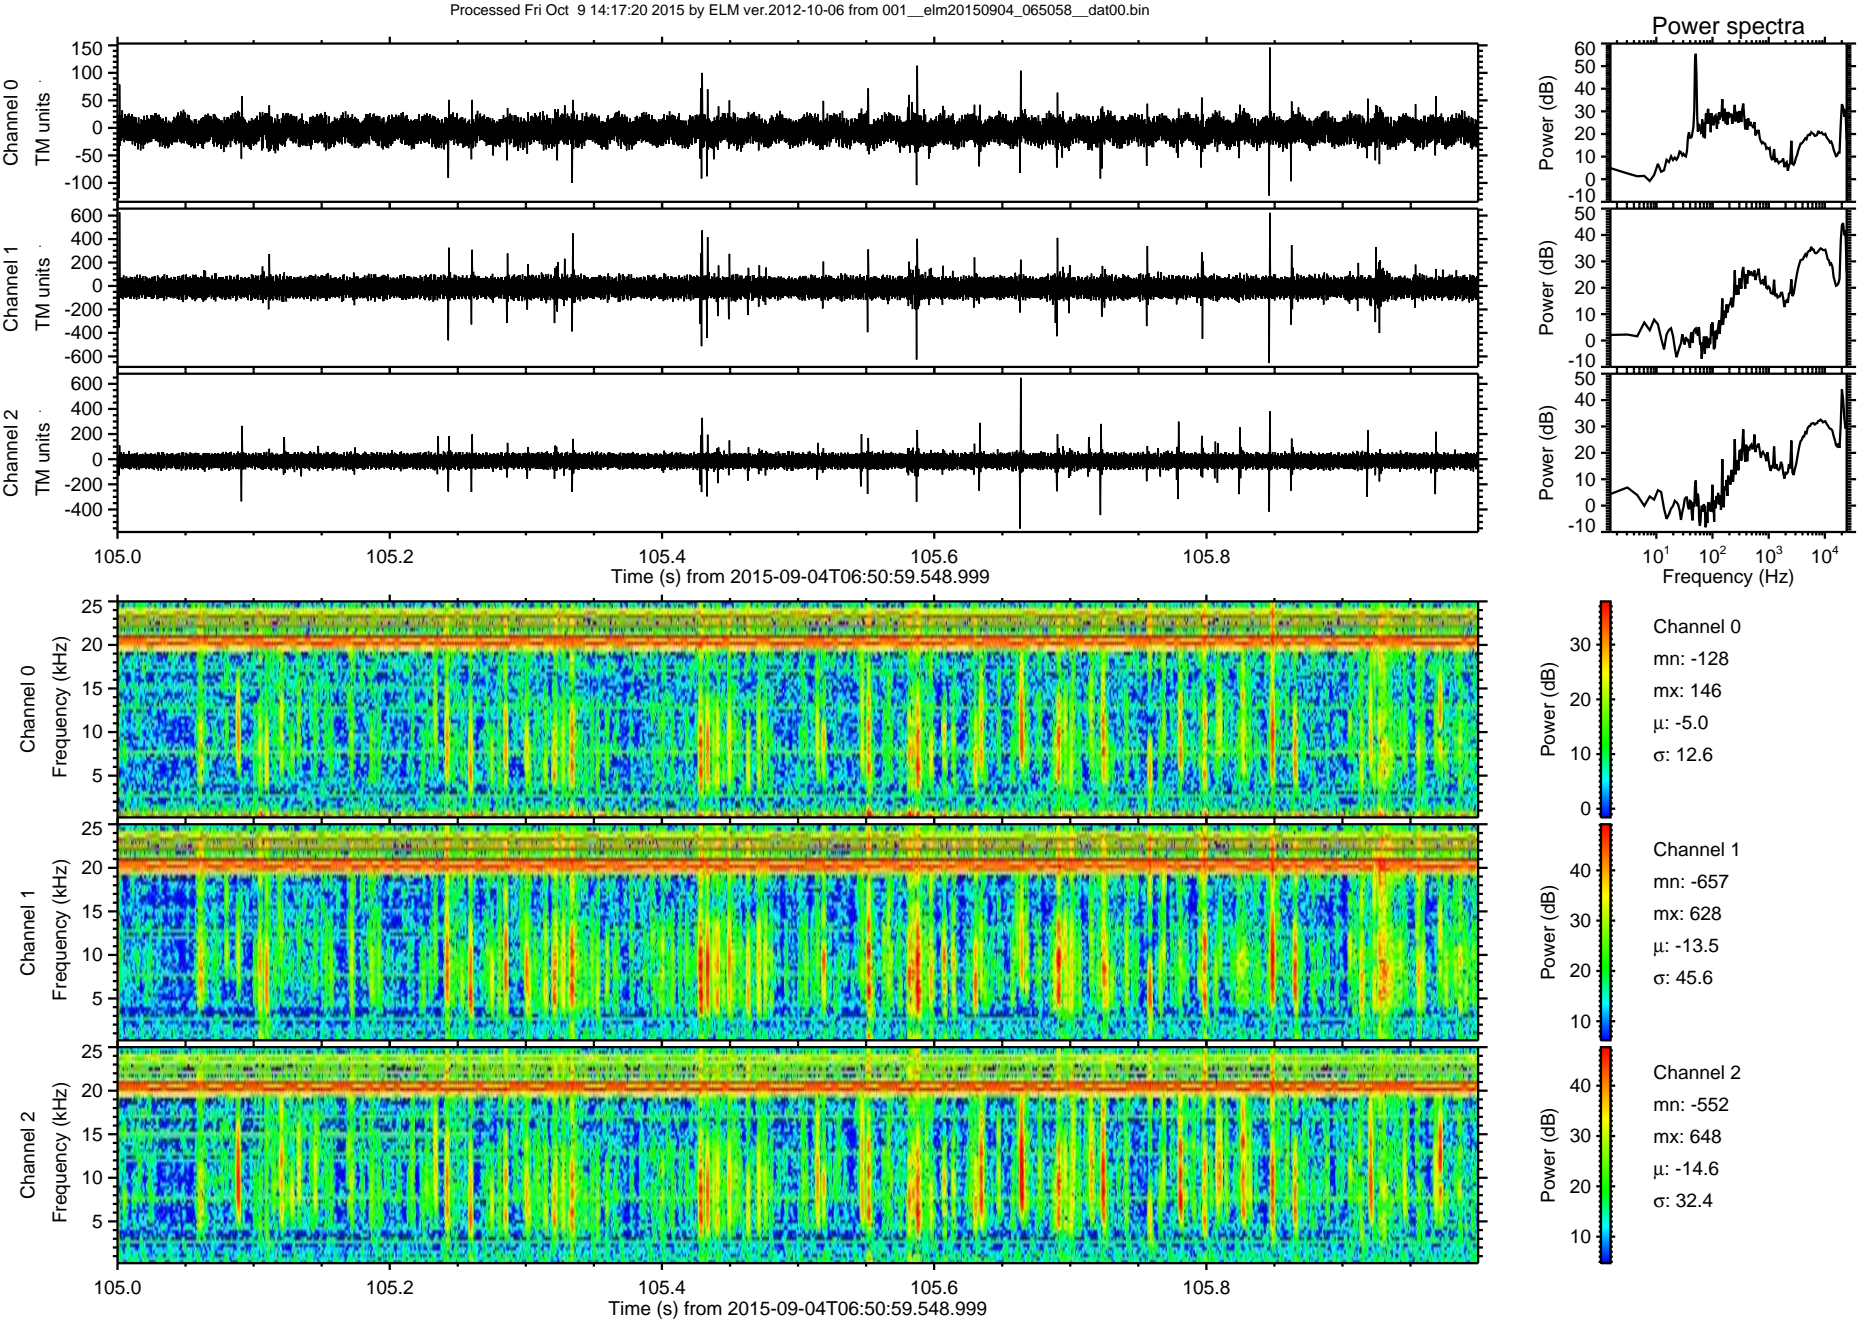 Processed Fri Oct  9 14:17:20 2015 by ELM ver.2012-10-06 from 001__elm20150904_065058__dat00.bin
Power spectra
Channel 0
TM units
150
100
50
0
-50
-100
Power (dB)
60
50
40
30
20
10
0
-10
Channel 1
TM units
600
400
200
0
-200
-400
-600
Power (dB)
50
40
30
20
10
0
-10
Channel 2
TM units
600
400
200
0
-200
-400
Power (dB)
50
40
30
20
10
0
-10
105.0 105.2 105.4 105.6 105.8
Time (s) from 2015-09-04T06:50:59.548.999
10¹ 10² 10³ 10⁴
Frequency (Hz)
Channel 0
Frequency (kHz)
25
20
15
10
5
Power (dB)
30
20
10
0
Channel 0
mn: -128
mx: 146
μ: -5.0
σ: 12.6
Channel 1
Frequency (kHz)
25
20
15
10
5
Power (dB)
40
30
20
10
Channel 1
mn: -657
mx: 628
μ: -13.5
σ: 45.6
Channel 2
Frequency (kHz)
25
20
15
10
5
Power (dB)
40
30
20
10
Channel 2
mn: -552
mx: 648
μ: -14.6
σ: 32.4
105.0 105.2 105.4 105.6 105.8
Time (s) from 2015-09-04T06:50:59.548.999